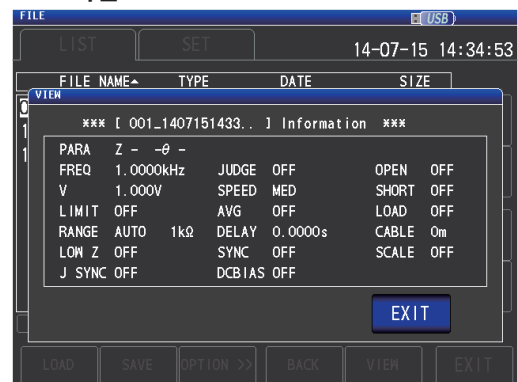 FILE USB
LIST SET 14-07-15 14:34:53
FILE NAME▲ TYPE DATE SIZE
VIEW
*** [ 001_1407151433.. ] Information ***
PARA Z - -θ -
FREQ 1.0000kHz JUDGE OFF OPEN OFF
V 1.000V SPEED MED SHORT OFF
LIMIT OFF AVG OFF LOAD OFF
RANGE AUTO 1kΩ DELAY 0.0000s CABLE 0m
LOW Z OFF SYNC OFF SCALE OFF
J SYNC OFF DCBIAS OFF
EXIT
LOAD SAVE OPTION >> BACK VIEW EXIT